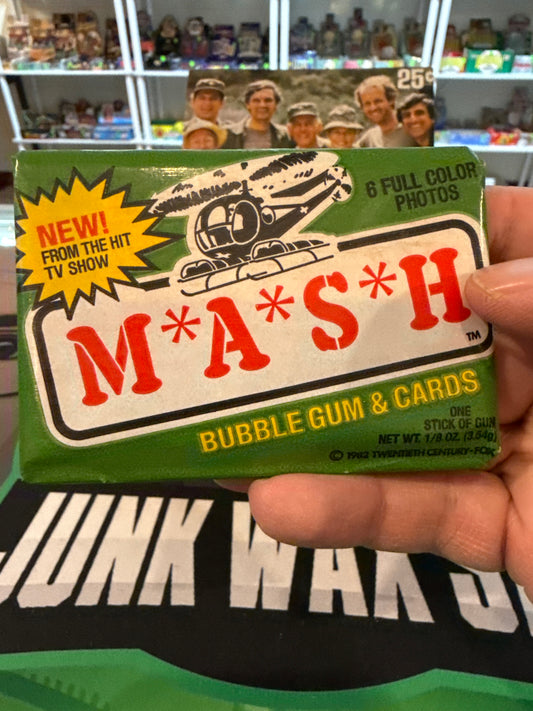 25¢
6 FULL COLOR
PHOTOS
NEW!
FROM THE HIT
TV SHOW
M*A*S*H
TM
BUBBLE GUM & CARDS
ONE
STICK OF GUM
NET WT. 1/8 OZ. (3.54g)
© 1982 TWENTIETH CENTURY-FOX
JUNK WAX